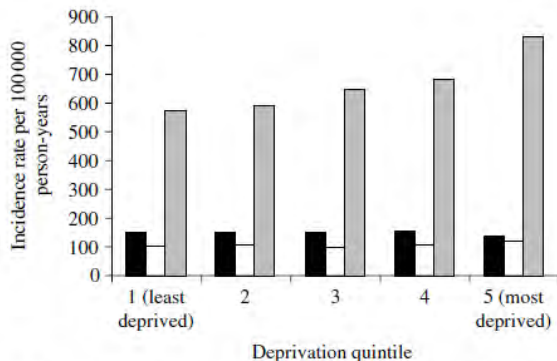 Incidence rate per 100 000
person-years
900
800
700
600
500
400
300
200
100
0
1 (least
deprived)
2
3
4
5 (most
deprived)
Deprivation quintile